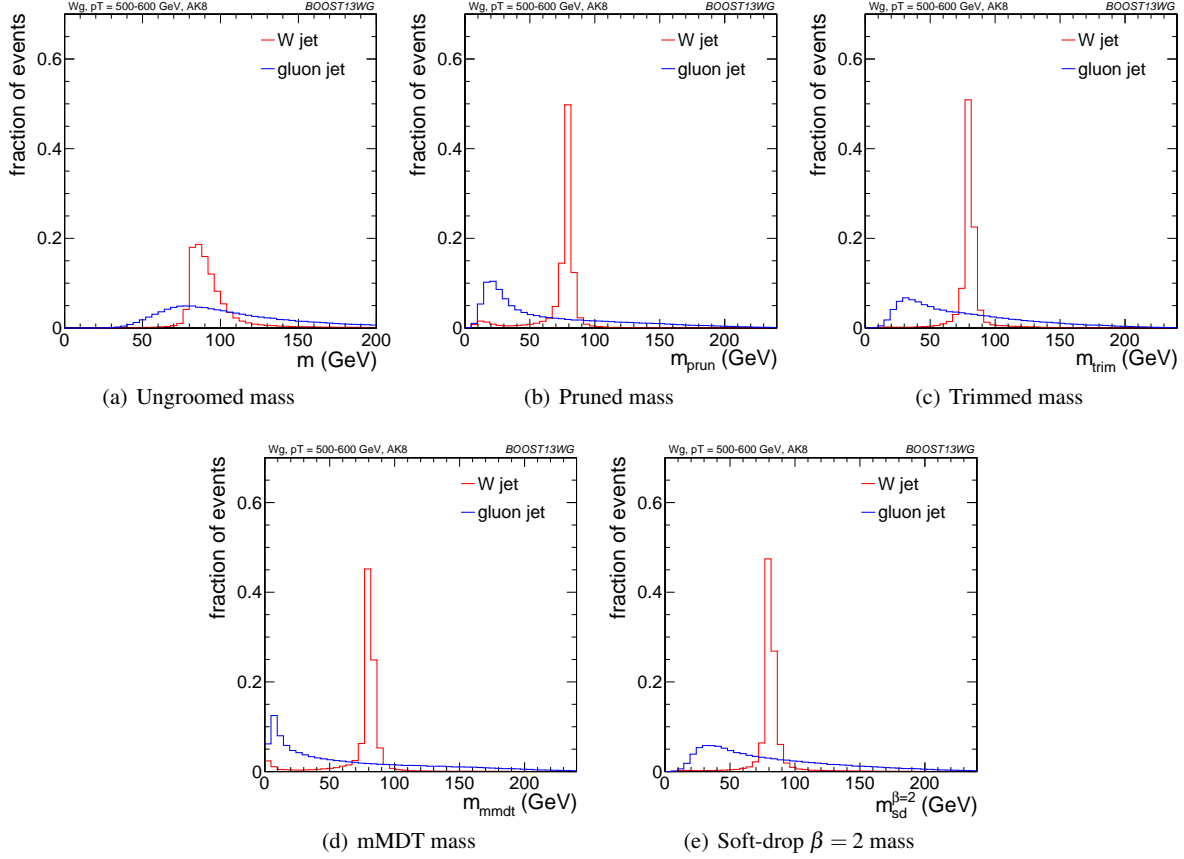 Wg, pT = 500-600 GeV, AK8 BOOST13WG
fraction of events
0.6
0.4
0.2
0
W jet
gluon jet
0 50 100 150 200
m (GeV)
(a) Ungroomed mass
Wg, pT = 500-600 GeV, AK8 BOOST13WG
fraction of events
0.6
0.4
0.2
0
W jet
gluon jet
0 50 100 150 200
m_prun (GeV)
(b) Pruned mass
Wg, pT = 500-600 GeV, AK8 BOOST13WG
fraction of events
0.6
0.4
0.2
0
W jet
gluon jet
0 50 100 150 200
m_trim (GeV)
(c) Trimmed mass
Wg, pT = 500-600 GeV, AK8 BOOST13WG
fraction of events
0.6
0.4
0.2
0
W jet
gluon jet
0 50 100 150 200
m_mmdt (GeV)
(d) mMDT mass
Wg, pT = 500-600 GeV, AK8 BOOST13WG
fraction of events
0.6
0.4
0.2
0
W jet
gluon jet
0 50 100 150 200
m_sd^β=2 (GeV)
(e) Soft-drop β = 2 mass